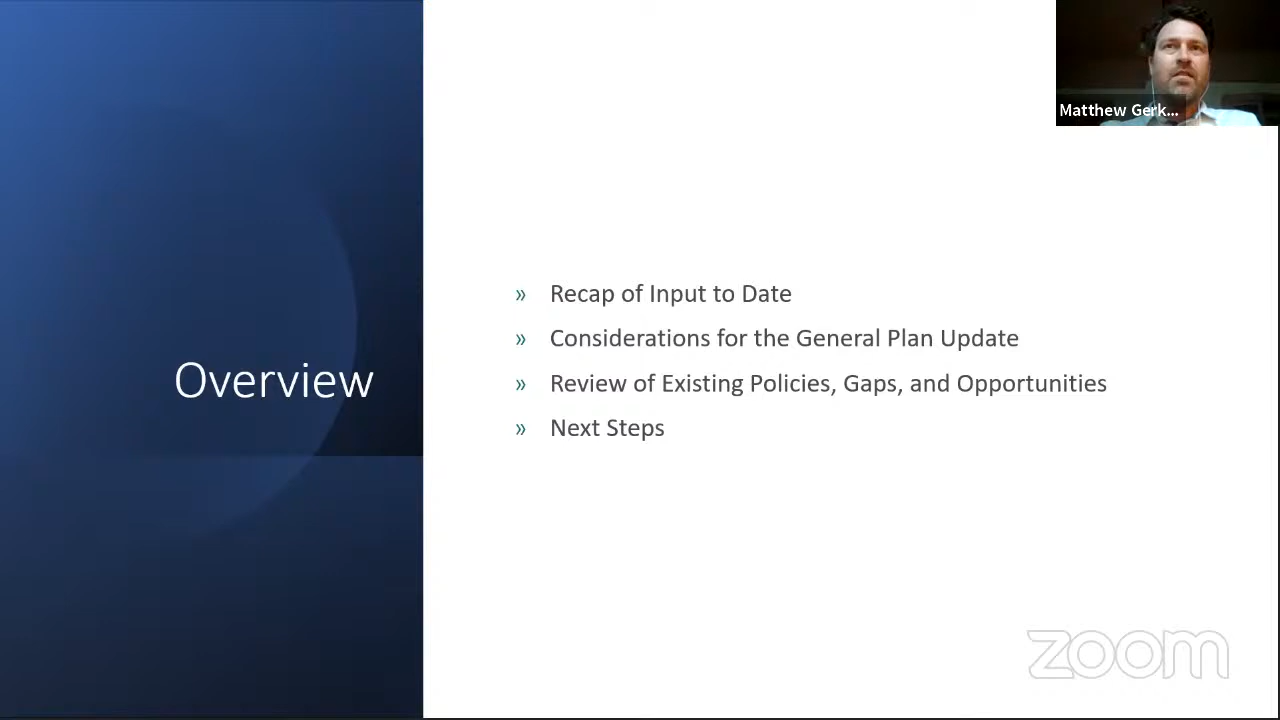 Matthew Gerk...
Overview
» Recap of Input to Date
» Considerations for the General Plan Update
» Review of Existing Policies, Gaps, and Opportunities
» Next Steps
zoom